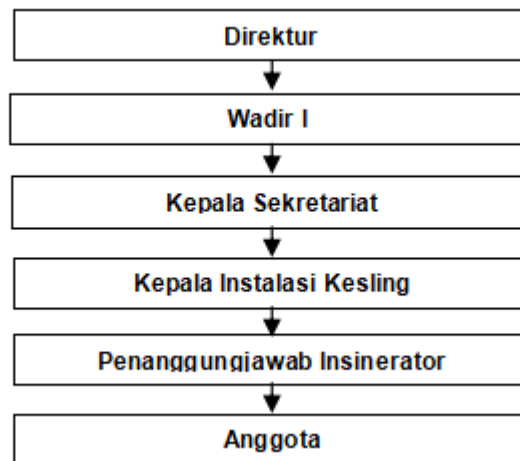 Direktur
Wadir I
Kepala Sekretariat
Kepala Instalasi Kesling
Penanggungjawab Insinerator
Anggota